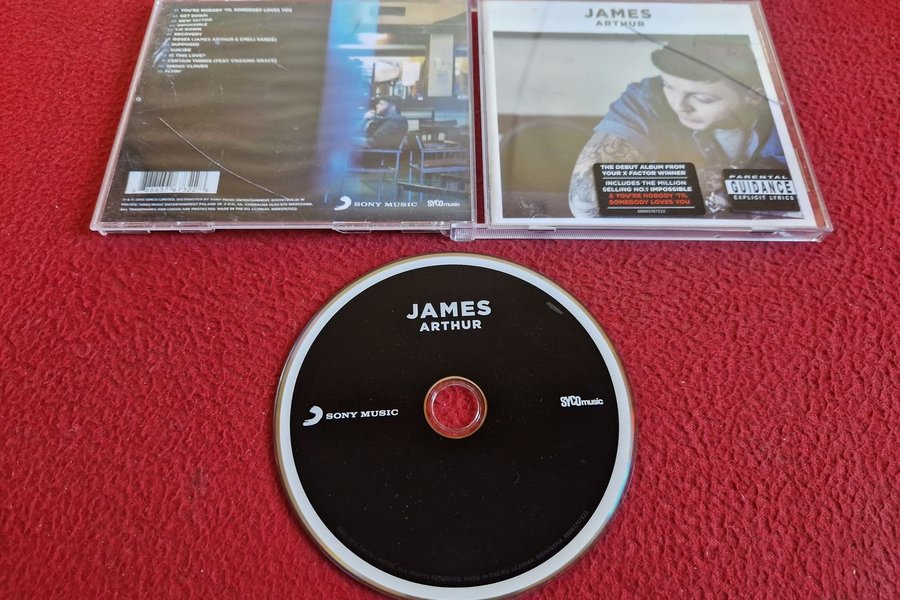 YOU'RE NOBODY 'TIL SOMEBODY LOVES YOU
GET DOWN
NEW TATTOO
IMPOSSIBLE
LIE DOWN
RECOVERY
ROSES (JAMES ARTHUR & EMELI SANDÉ)
SUPPOSED
SUICIDE
IS THIS LOVE?
CERTAIN THINGS (FEAT. CHASING GRACE)
SMOKE CLOUDS
FLYIN'
SONY MUSIC
SYCOmusic
JAMES
ARTHUR
THE DEBUT ALBUM FROM
YOUR X FACTOR WINNER
INCLUDES THE MILLION
SELLING NO.1 IMPOSSIBLE
& YOU'RE NOBODY 'TIL
SOMEBODY LOVES YOU
88883767322
PARENTAL
GUIDANCE
EXPLICIT LYRICS
JAMES
ARTHUR
SONY MUSIC
SYCOmusic